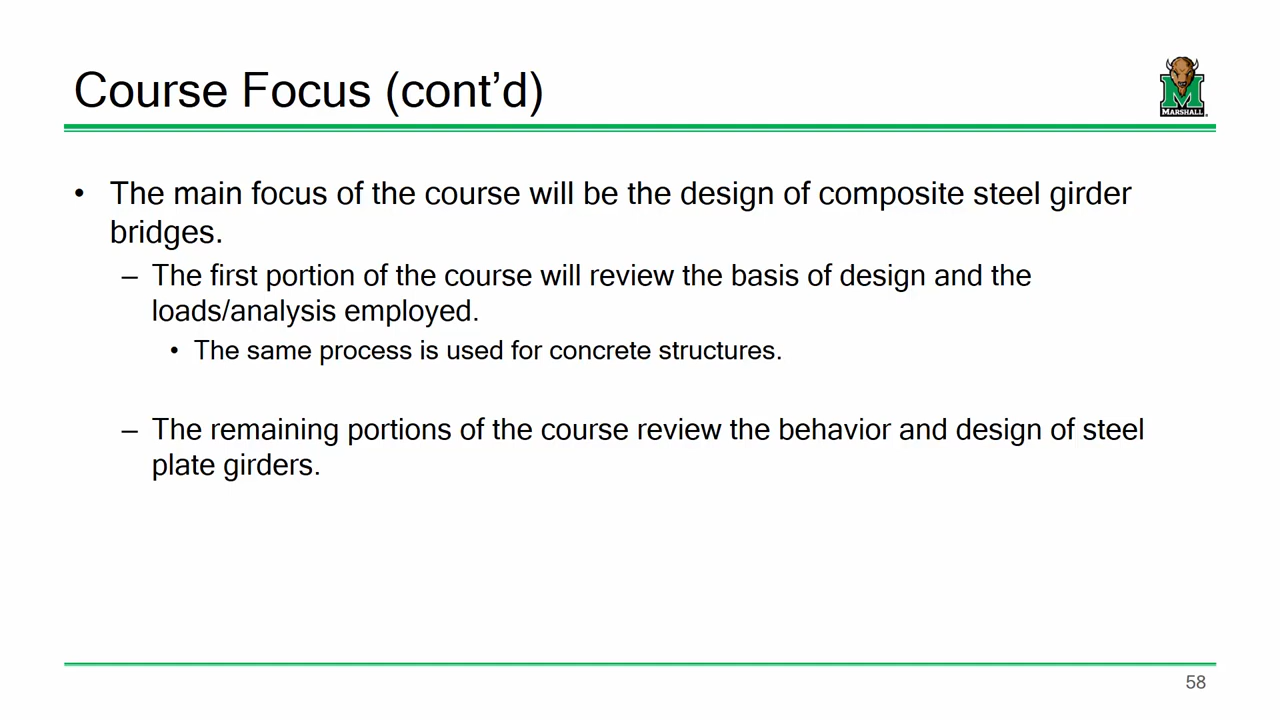 Course Focus (cont’d)
MARSHALL
• The main focus of the course will be the design of composite steel girder
bridges.
– The first portion of the course will review the basis of design and the
loads/analysis employed.
• The same process is used for concrete structures.
– The remaining portions of the course review the behavior and design of steel
plate girders.
58